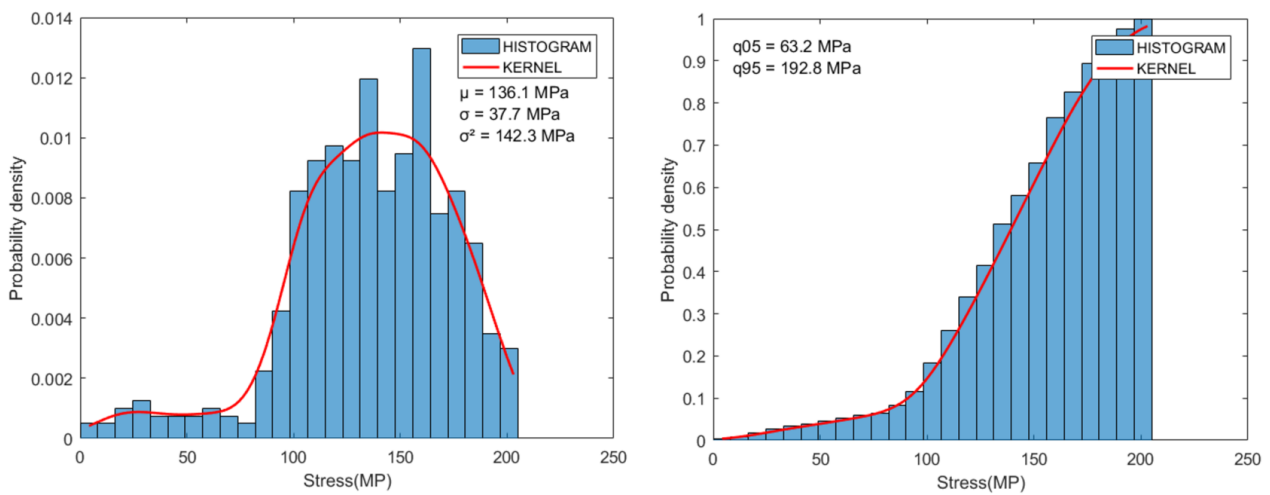 0.014
0.012
0.01
0.008
0.006
0.004
0.002
0
Probability density
HISTOGRAM
KERNEL
μ = 136.1 MPa
σ = 37.7 MPa
σ² = 142.3 MPa
0 50 100 150 200 250
Stress(MP)
1
0.9
0.8
0.7
0.6
0.5
0.4
0.3
0.2
0.1
0
Probability density
q05 = 63.2 MPa
q95 = 192.8 MPa
HISTOGRAM
KERNEL
0 50 100 150 200 250
Stress(MP)